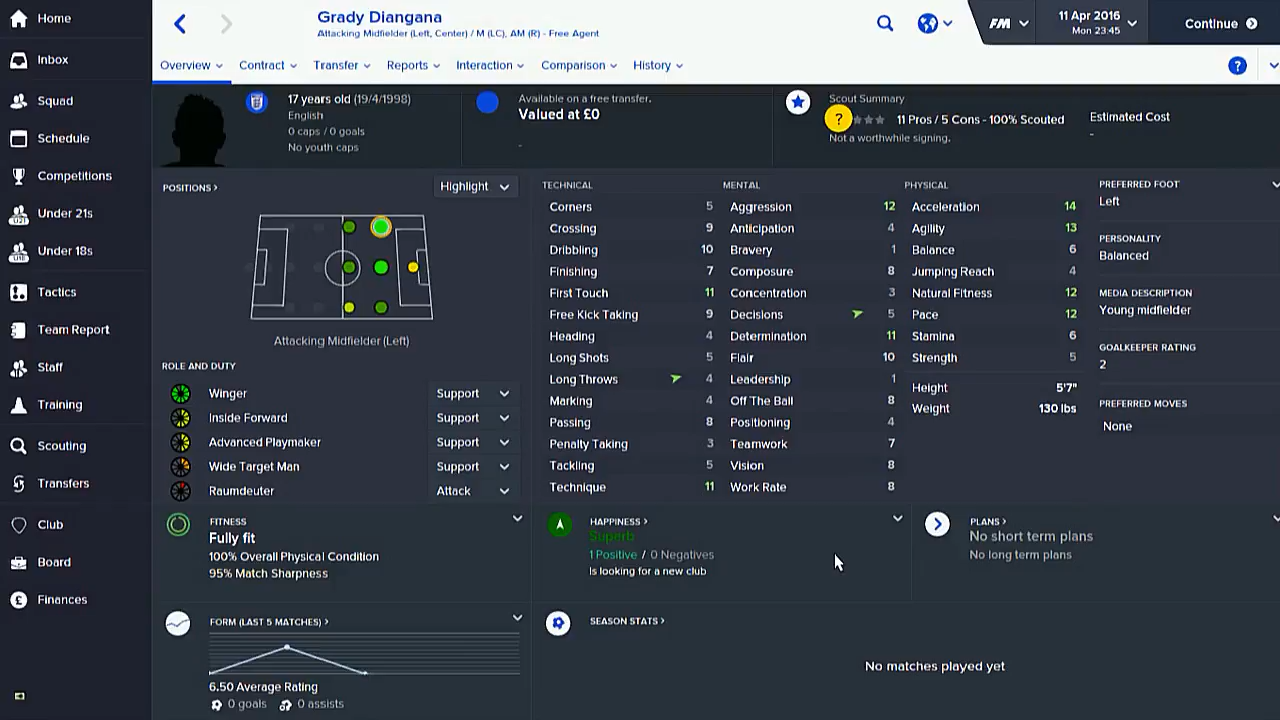 Home
Inbox
Squad
Schedule
Competitions
Under 21s
Under 18s
Tactics
Team Report
Staff
Training
Scouting
Transfers
Club
Board
Finances
Grady Diangana
Attacking Midfielder (Left, Center) / M (LC), AM (R) - Free Agent
FM
11 Apr 2016
Mon 23:45
Continue
Overview
Contract
Transfer
Reports
Interaction
Comparison
History
?
17 years old (19/4/1998)
English
0 caps / 0 goals
No youth caps
Available on a free transfer.
Valued at £0
-
Scout Summary
? 11 Pros / 5 Cons - 100% Scouted
Not a worthwhile signing.
Estimated Cost
-
POSITIONS >
Highlight
Attacking Midfielder (Left)
ROLE AND DUTY
Winger Support
Inside Forward Support
Advanced Playmaker Support
Wide Target Man Support
Raumdeuter Attack
TECHNICAL
Corners 5
Crossing 9
Dribbling 10
Finishing 7
First Touch 11
Free Kick Taking 9
Heading 4
Long Shots 5
Long Throws 4
Marking 4
Passing 8
Penalty Taking 3
Tackling 5
Technique 11
MENTAL
Aggression 12
Anticipation 4
Bravery 1
Composure 8
Concentration 3
Decisions 5
Determination 11
Flair 10
Leadership 1
Off The Ball 8
Positioning 4
Teamwork 7
Vision 8
Work Rate 8
PHYSICAL
Acceleration 14
Agility 13
Balance 6
Jumping Reach 4
Natural Fitness 12
Pace 12
Stamina 6
Strength 5
Height 5'7"
Weight 130 lbs
PREFERRED FOOT
Left
PERSONALITY
Balanced
MEDIA DESCRIPTION
Young midfielder
GOALKEEPER RATING
2
PREFERRED MOVES
None
FITNESS
Fully fit
100% Overall Physical Condition
95% Match Sharpness
HAPPINESS >
Superb
1 Positive / 0 Negatives
Is looking for a new club
PLANS >
No short term plans
No long term plans
FORM (LAST 5 MATCHES) >
6.50 Average Rating
0 goals 0 assists
SEASON STATS >
No matches played yet